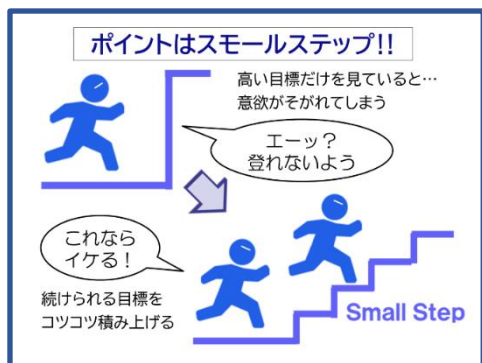 ポイントはスモールステップ!!
高い目標だけを見ていると…
意欲がそがれてしまう
エーッ？
登れないよう
これなら
イケる！
続けられる目標を
コツコツ積み上げる
Small Step